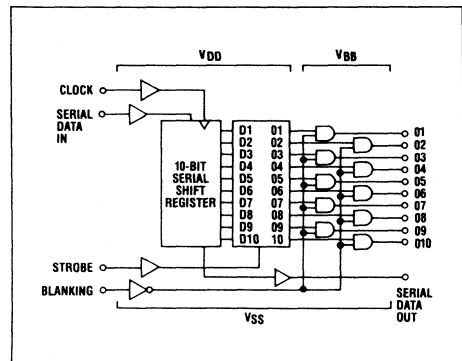 VDD VBB
CLOCK
SERIAL
DATA
IN
10-BIT
SERIAL
SHIFT
REGISTER
D1 01
D2 02
D3 03
D4 04
D5 05
D6 06
D7 07
D8 08
D9 09
D10 10
01
02
03
04
05
06
07
08
09
010
STROBE
BLANKING
SERIAL
DATA
OUT
VSS